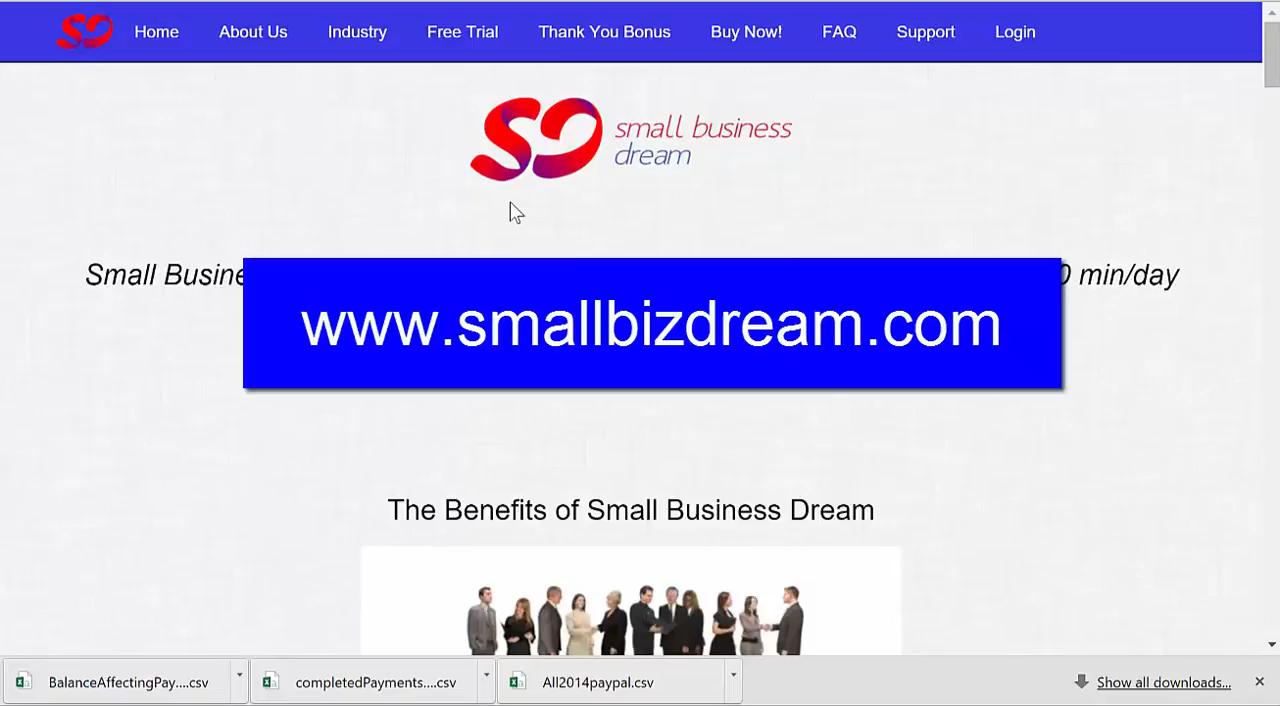 Home About Us Industry Free Trial Thank You Bonus Buy Now! FAQ Support Login
small business
dream
Small 0 min/day
www.smallbizdream.com
The Benefits of Small Business Dream
BalanceAffectingPay....csv completedPayments....csv All2014paypal.csv Show all downloads...